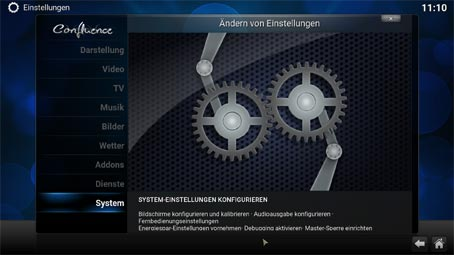 Einstellungen
11:10
Confluence
Ändern von Einstellungen
Darstellung
Video
TV
Musik
Bilder
Wetter
Addons
Dienste
System
SYSTEM-EINSTELLUNGEN KONFIGURIEREN
Bildschirme konfigurieren und kalibrieren · Audioausgabe konfigurieren ·
Fernbedienungseinstellungen
Energiespar-Einstellungen vornehmen · Debugging aktivieren · Master-Sperre einrichten